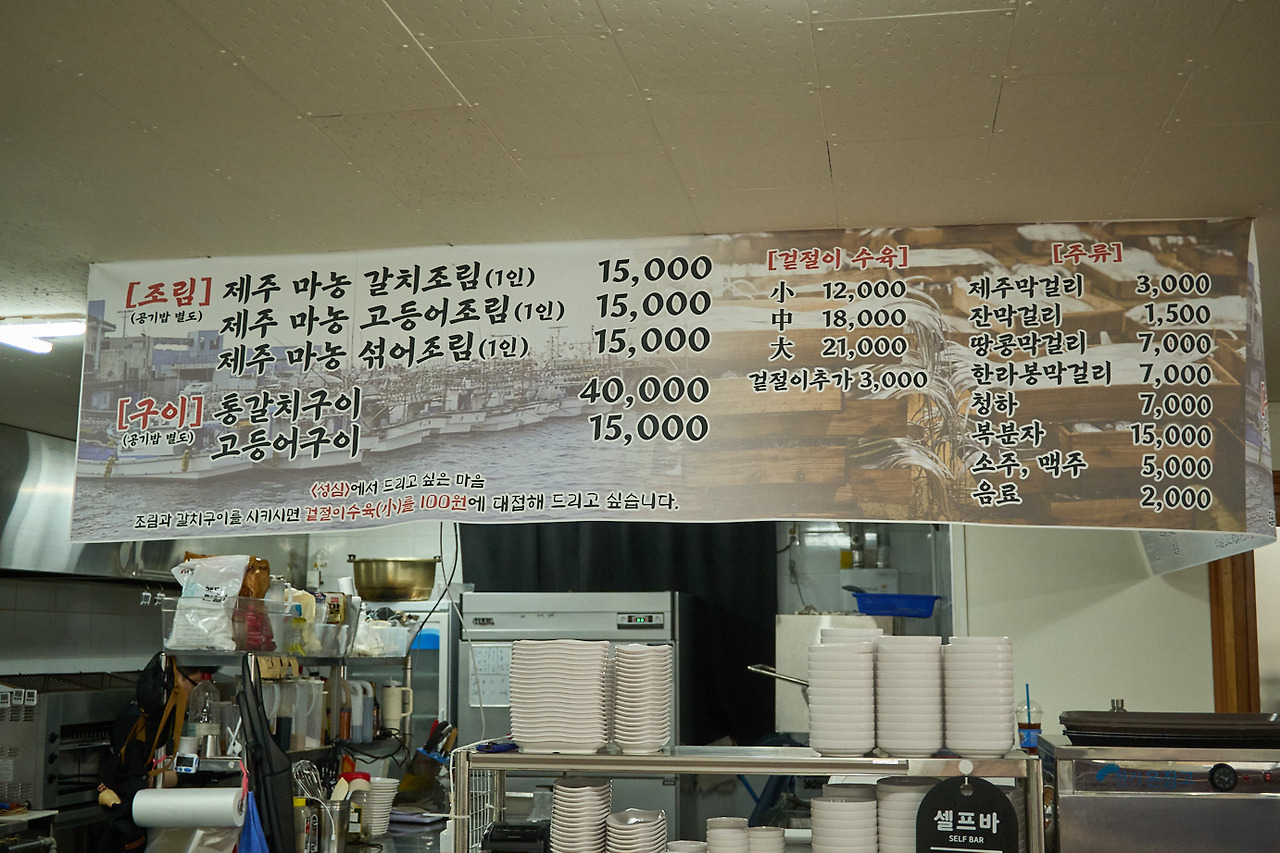 [조림] 제주 마농 갈치조림(1인) 15,000
(공기밥 별도) 제주 마농 고등어조림(1인) 15,000
제주 마농 섞어조림(1인) 15,000
[구이] 통갈치구이 40,000
(공기밥 별도) 고등어구이 15,000
<성심>에서 드리고 싶은 마음
조림과 갈치구이를 시키시면 겉절이수육(小)를 100원에 대접해 드리고 싶습니다.
[겉절이 수육]
小 12,000
中 18,000
大 21,000
겉절이추가 3,000
[주류]
제주막걸리 3,000
잔막걸리 1,500
땅콩막걸리 7,000
한라봉막걸리 7,000
청하 7,000
복분자 15,000
소주, 맥주 5,000
음료 2,000
셀프바
SELF BAR